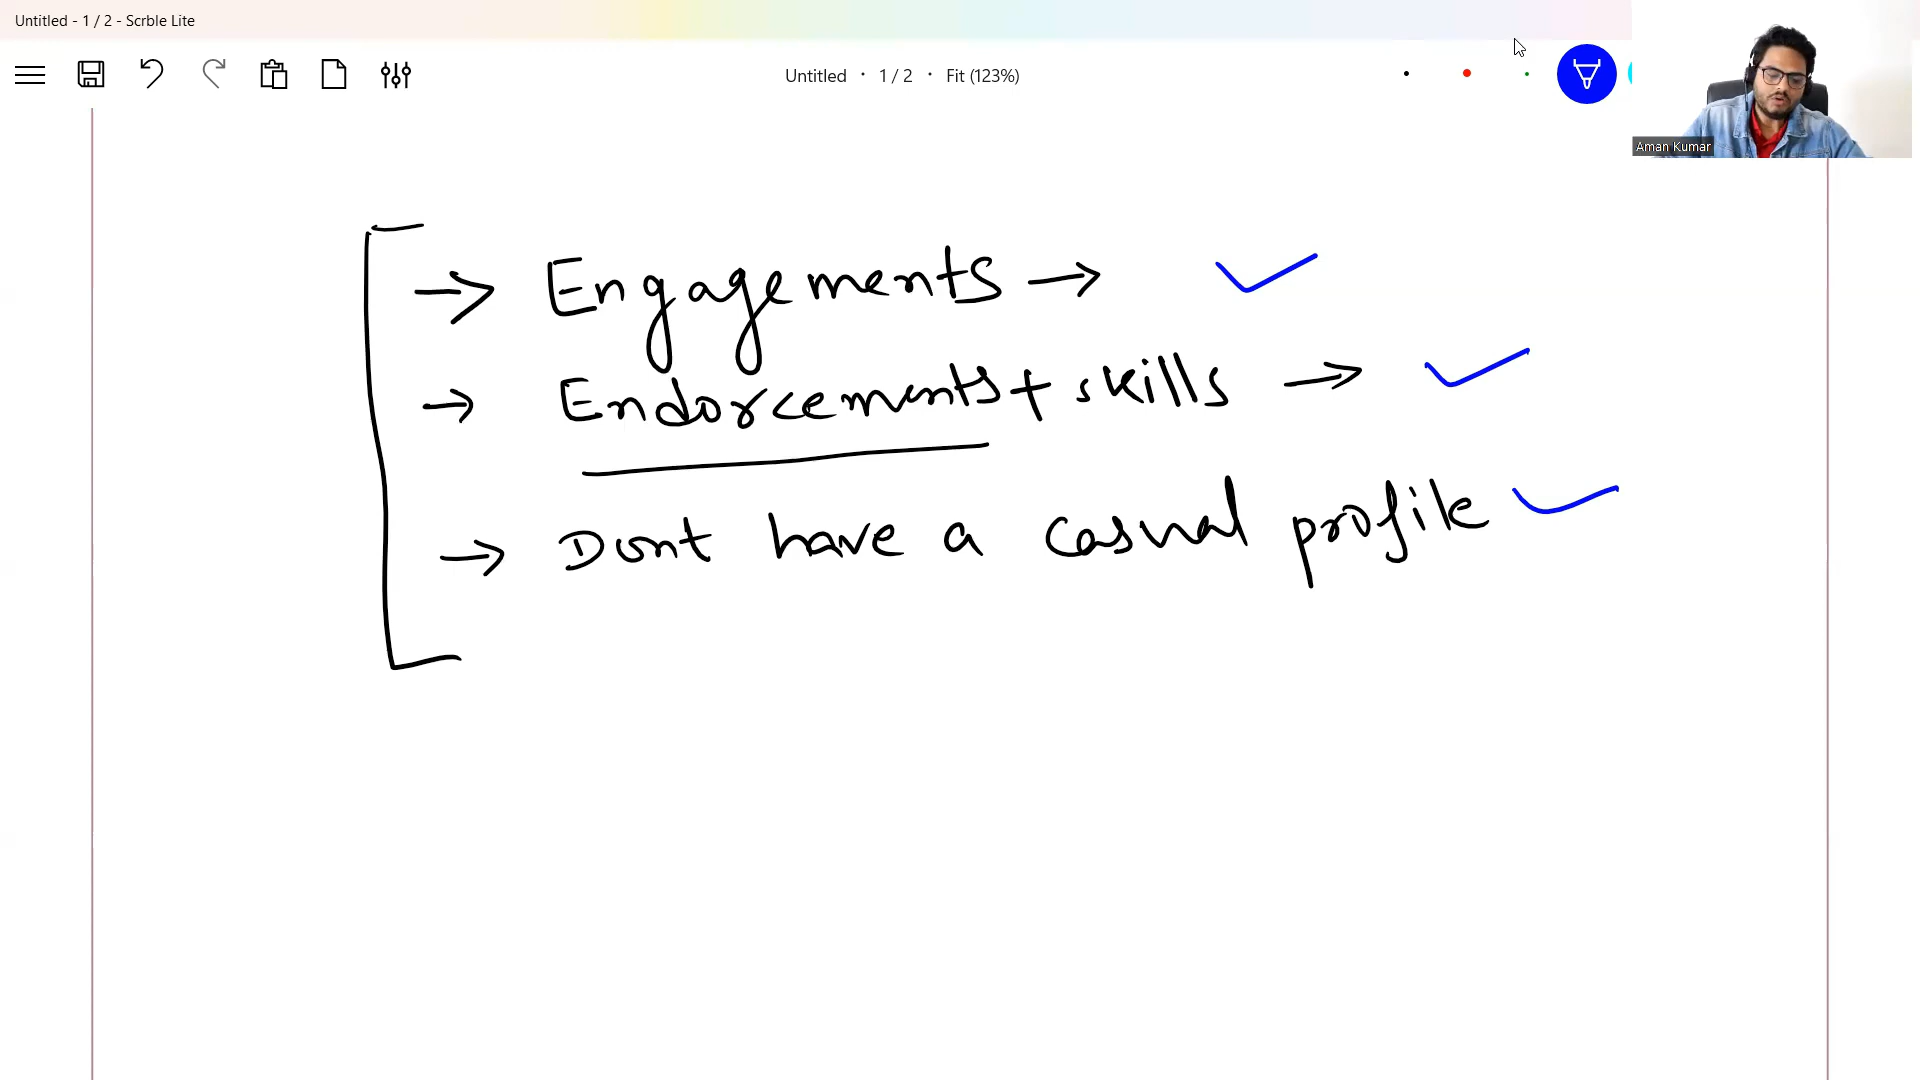 Untitled - 1 / 2 - Scrble Lite
Untitled • 1 / 2 • Fit (123%)
Aman Kumar
→ Engagements →
→ Endorcements + skills →
→ Dont have a casual profile